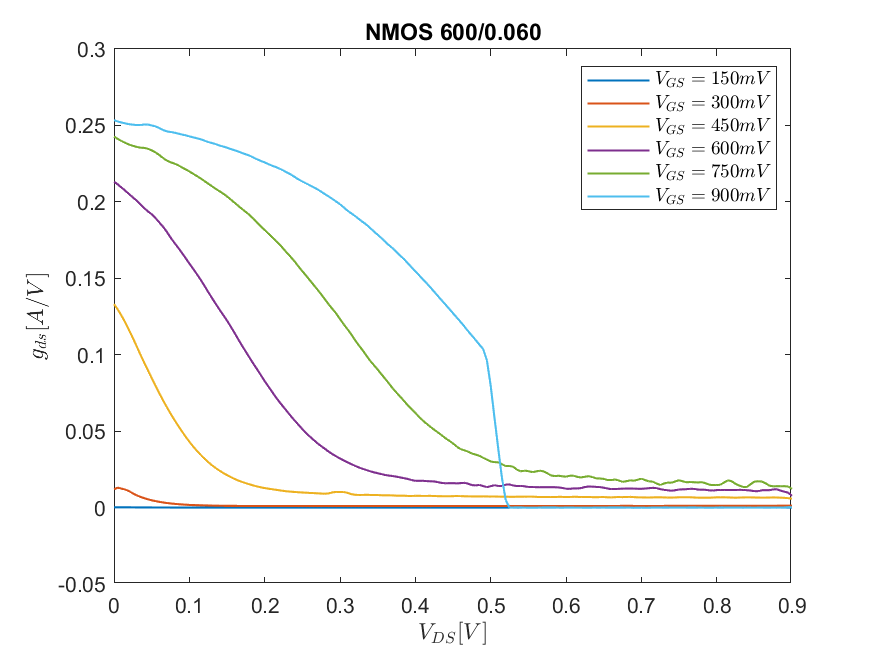 NMOS 600/0.060
0.3
0.25
0.2
0.15
0.1
0.05
0
-0.05
g_{ds}[A/V]
V_{GS} = 150mV
V_{GS} = 300mV
V_{GS} = 450mV
V_{GS} = 600mV
V_{GS} = 750mV
V_{GS} = 900mV
0 0.1 0.2 0.3 0.4 0.5 0.6 0.7 0.8 0.9
V_{DS}[V]